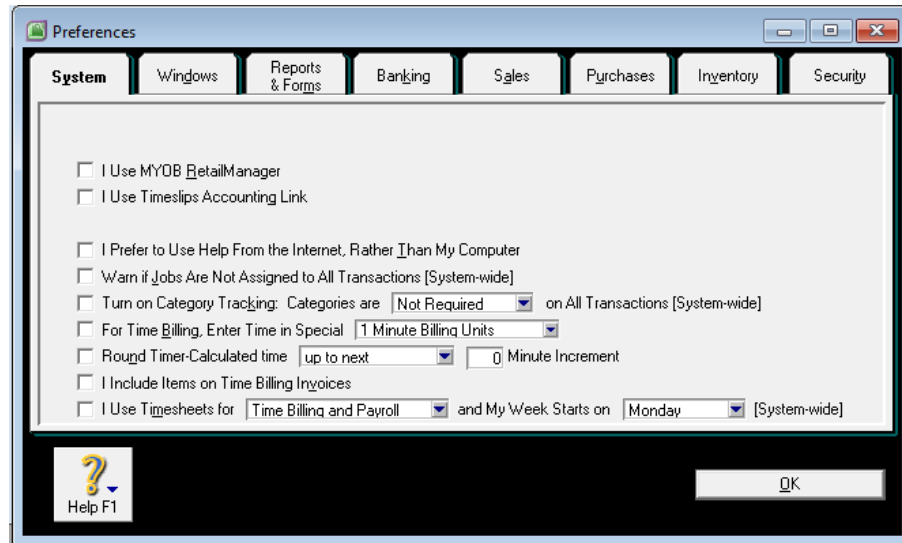 Preferences
System Windows Reports & Forms Banking Sales Purchases Inventory Security
I Use MYOB RetailManager
I Use Timeslips Accounting Link
I Prefer to Use Help From the Internet, Rather Than My Computer
Warn if Jobs Are Not Assigned to All Transactions [System-wide]
Turn on Category Tracking: Categories are Not Required on All Transactions [System-wide]
For Time Billing, Enter Time in Special 1 Minute Billing Units
Round Timer-Calculated time up to next 0 Minute Increment
I Include Items on Time Billing Invoices
I Use Timesheets for Time Billing and Payroll and My Week Starts on Monday [System-wide]
Help F1
OK